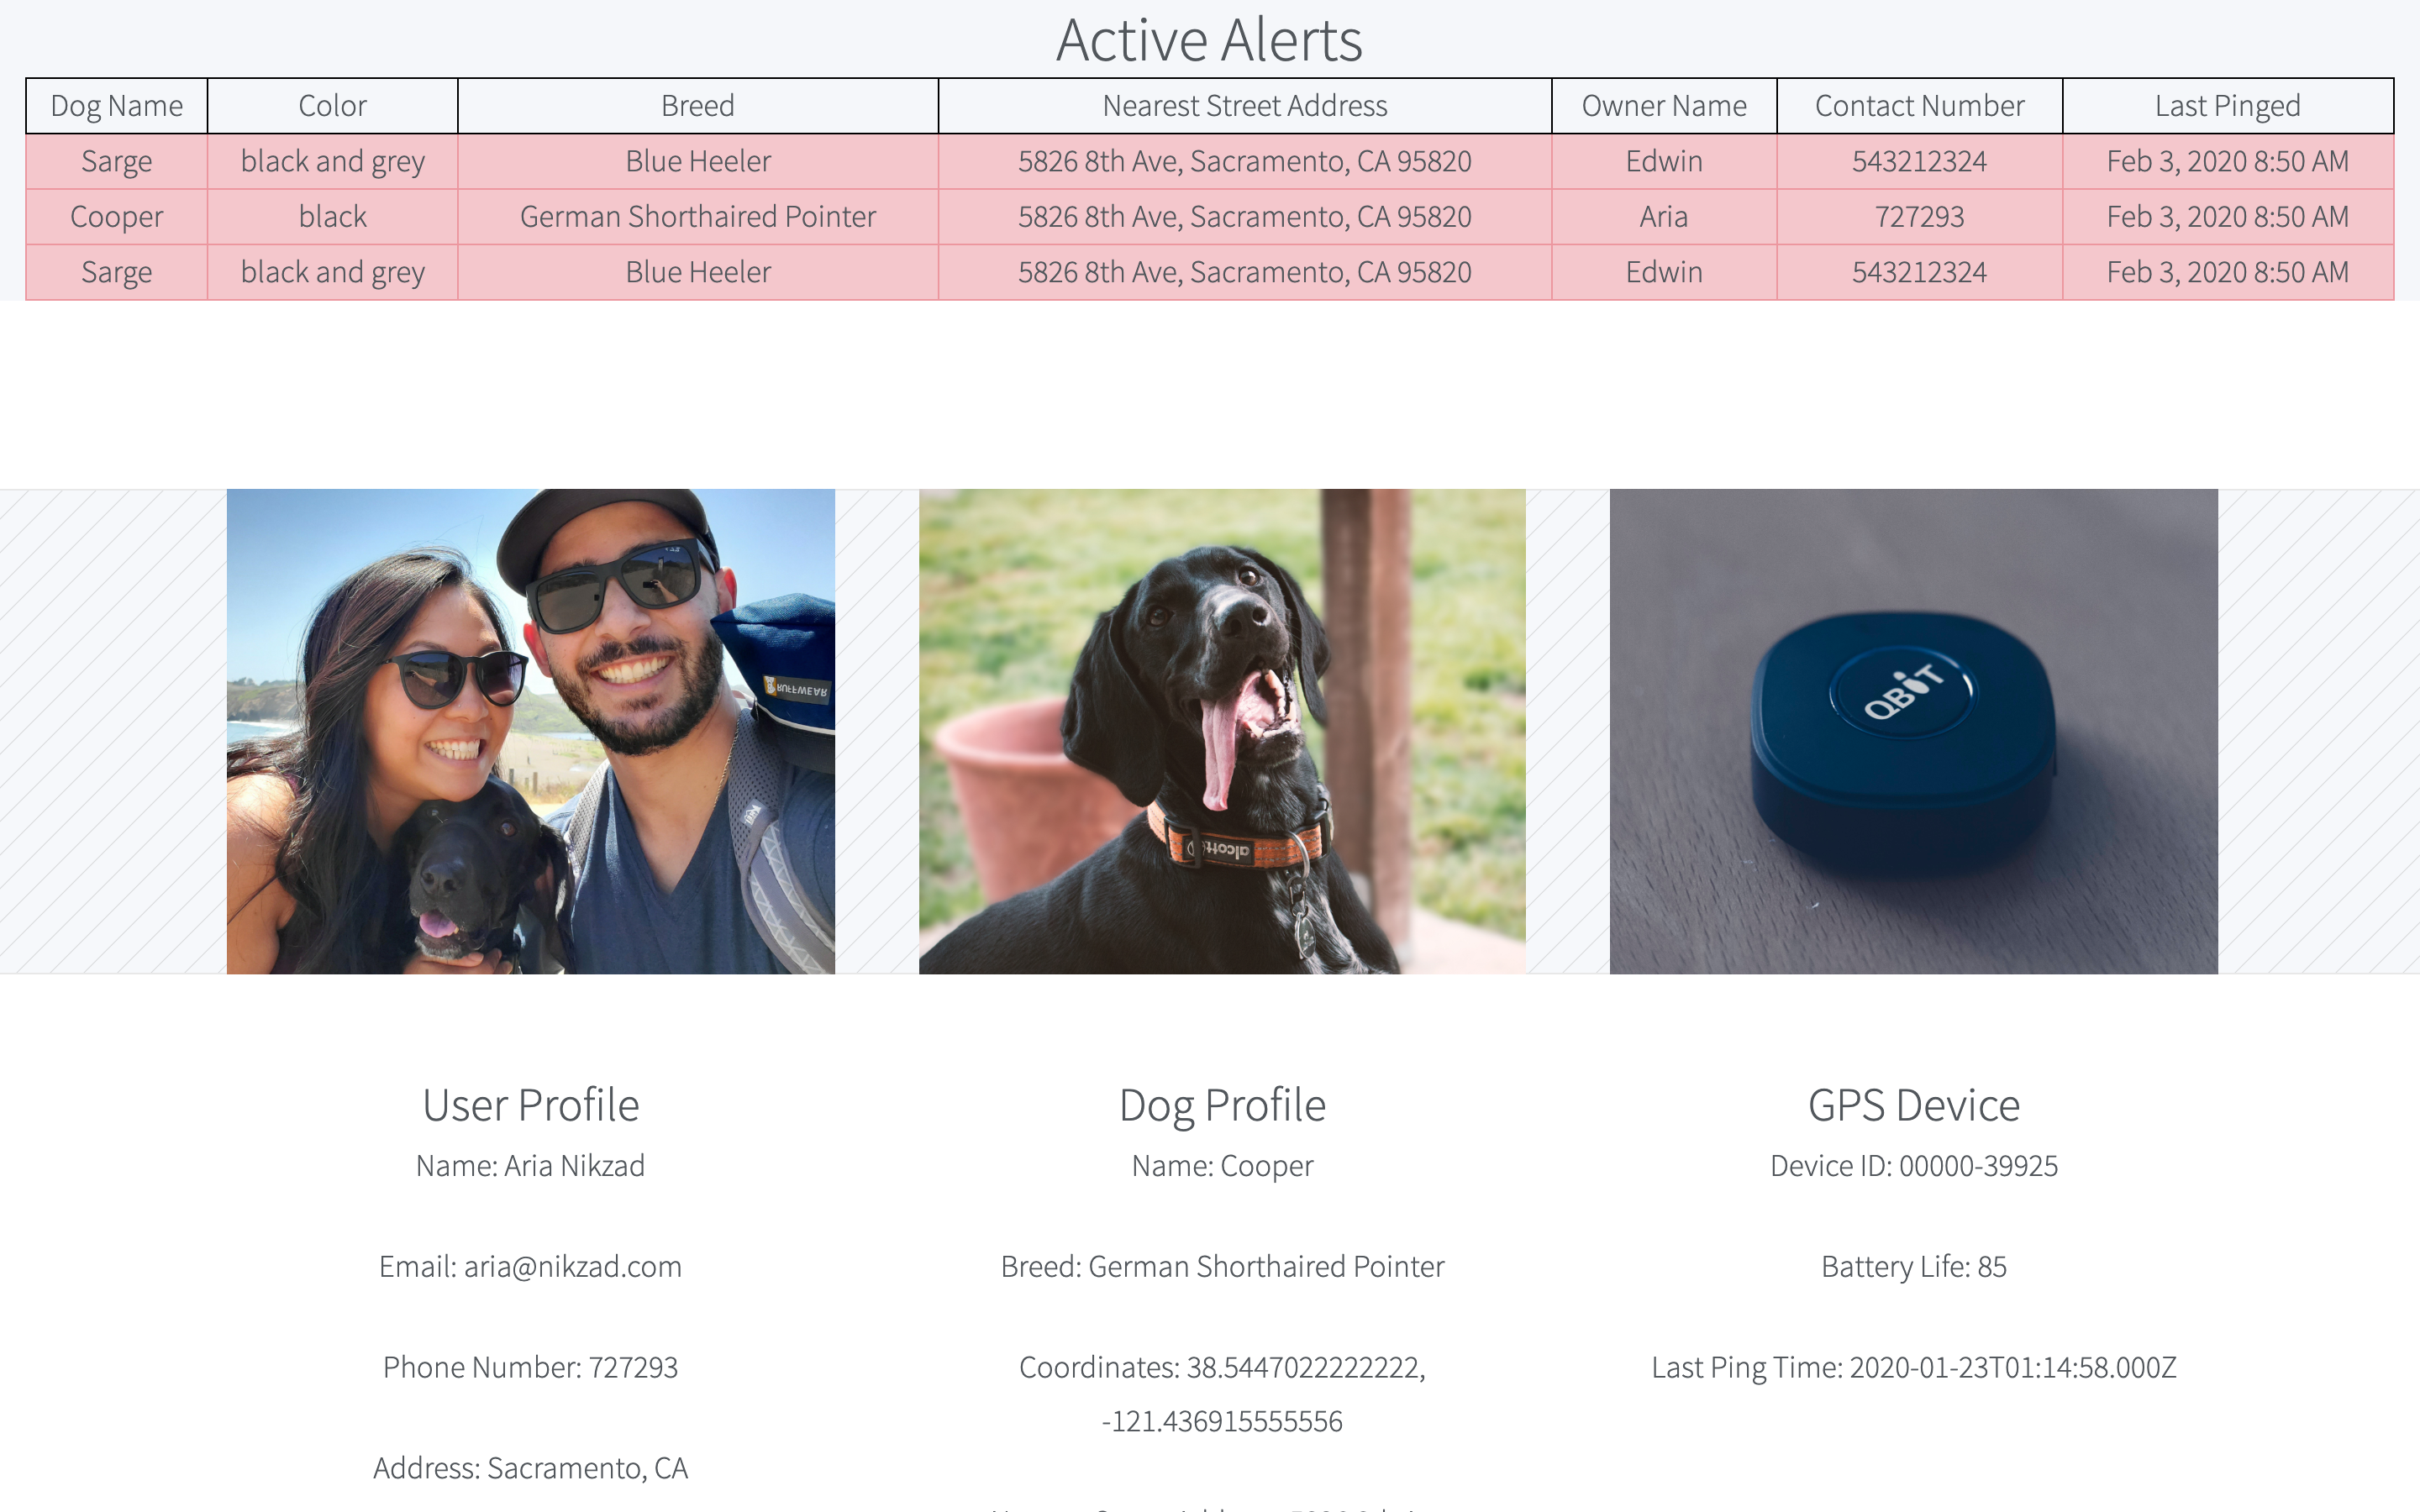 Active Alerts
Dog Name Color Breed Nearest Street Address Owner Name Contact Number Last Pinged
Sarge black and grey Blue Heeler 5826 8th Ave, Sacramento, CA 95820 Edwin 543212324 Feb 3, 2020 8:50 AM
Cooper black German Shorthaired Pointer 5826 8th Ave, Sacramento, CA 95820 Aria 727293 Feb 3, 2020 8:50 AM
Sarge black and grey Blue Heeler 5826 8th Ave, Sacramento, CA 95820 Edwin 543212324 Feb 3, 2020 8:50 AM
RUFFWEAR
alcott
QBiT
User Profile
Name: Aria Nikzad
Email: aria@nikzad.com
Phone Number: 727293
Address: Sacramento, CA
Dog Profile
Name: Cooper
Breed: German Shorthaired Pointer
Coordinates: 38.5447022222222,
-121.436915555556
GPS Device
Device ID: 00000-39925
Battery Life: 85
Last Ping Time: 2020-01-23T01:14:58.000Z